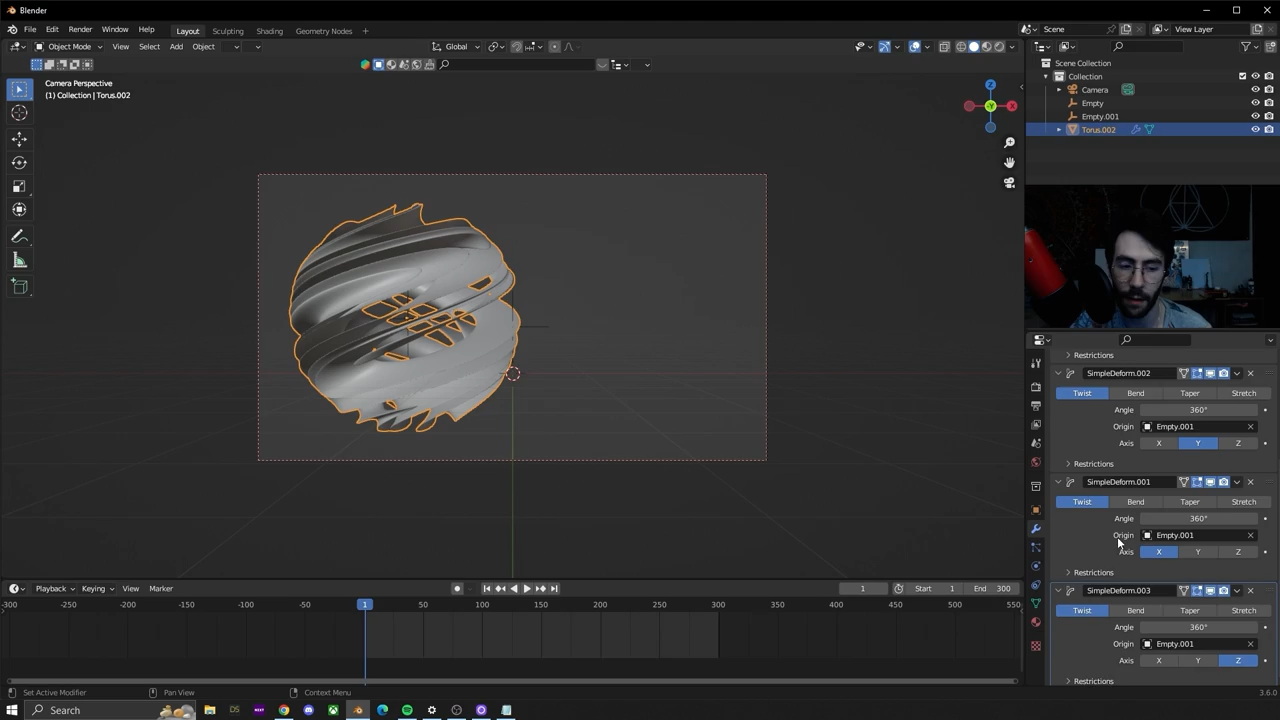 Blender
File Edit Render Window Help Layout Sculpting Shading Geometry Nodes Scene View Layer
Object Mode View Select Add Object Global
Camera Perspective
(1) Collection | Torus.002
Z
X
Y
Scene Collection
Collection
Camera
Empty
Empty.001
Torus.002
Restrictions
SimpleDeform.002
Twist Bend Taper Stretch
Angle 360°
Origin Empty.001
Axis X Y Z
Restrictions
SimpleDeform.001
Twist Bend Taper Stretch
Angle 360°
Origin Empty.001
Axis X Y Z
Restrictions
SimpleDeform.003
Twist Bend Taper Stretch
Angle 360°
Origin Empty.001
Axis X Y Z
Restrictions
Playback Keying View Marker 1 Start 1 End 300
-300 -250 -200 -150 -100 -50 1 50 100 150 200 250 300 350 400 450 500 550
Set Active Modifier Pan View Context Menu 3.6.0
Search DS NEXT